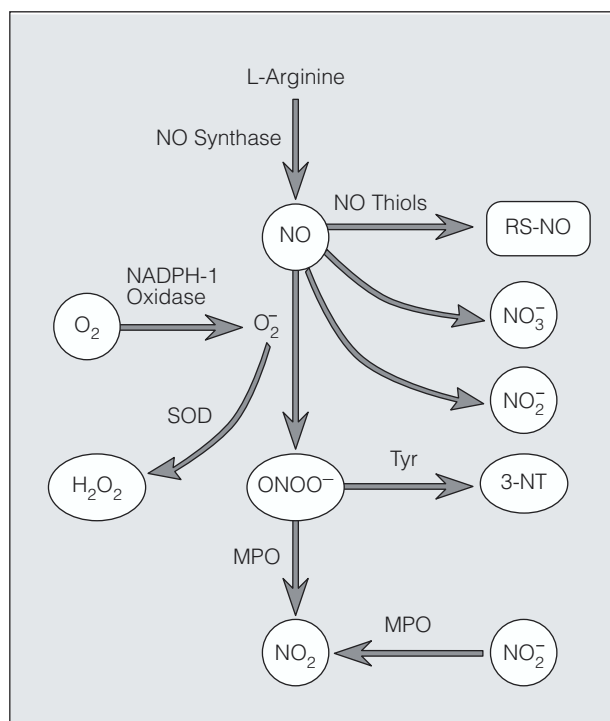 L-Arginine
NO Synthase
NO Thiols
NO
RS-NO
NADPH-1
Oxidase
O₂
O₂⁻
NO₃⁻
NO₂⁻
SOD
Tyr
H₂O₂
ONOO⁻
3-NT
MPO
MPO
NO₂
NO₂⁻